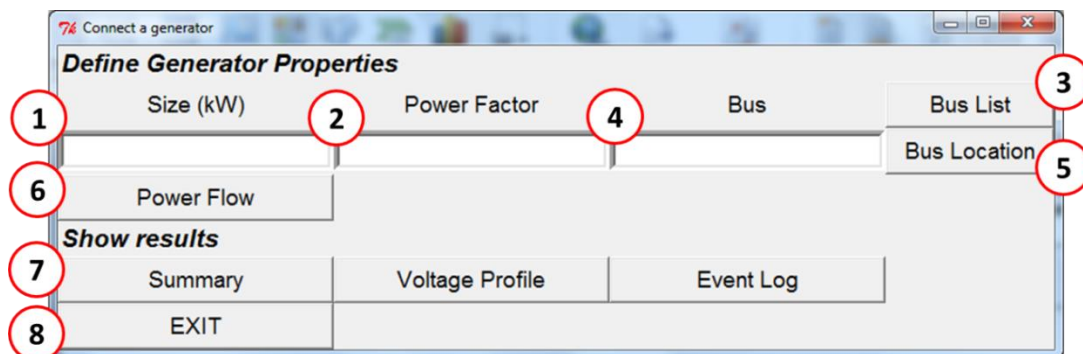 Connect a generator
Define Generator Properties
1 Size (kW) 2 Power Factor 4 Bus Bus List 3
Bus Location 5
6 Power Flow
Show results
7 Summary Voltage Profile Event Log
8 EXIT